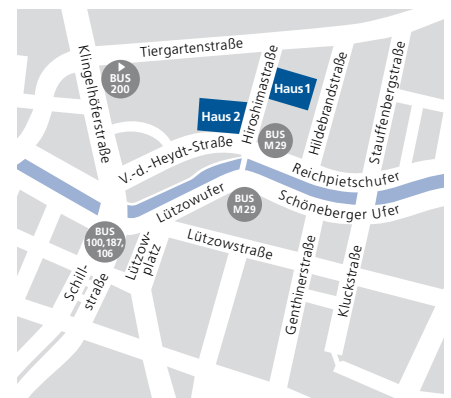 Tiergartenstraße
Klingelhöferstraße
BUS
200
Haus 1
Haus 2
Hiroshimastraße
Hildebrandstraße
Stauffenbergstraße
BUS
M29
V.-d.-Heydt-Straße
Reichpietschufer
Lützowufer
BUS
M29
Schöneberger Ufer
BUS
100,187,
106
Lützow-
platz
Lützowstraße
Schill-
straße
Genthinerstraße
Kluckstraße